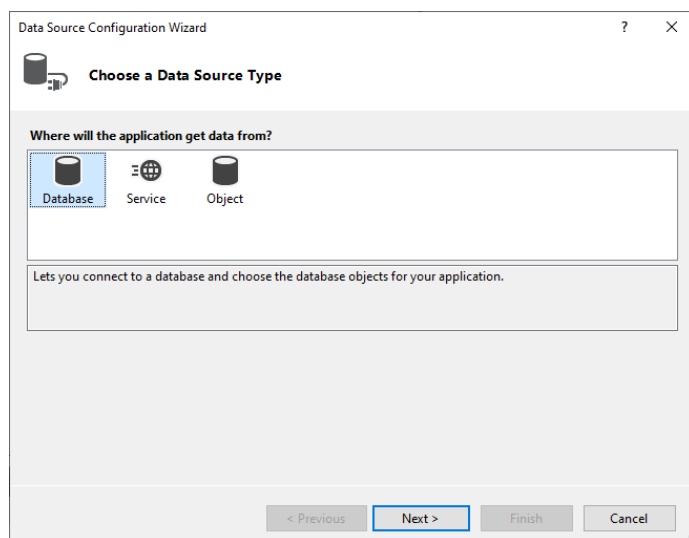 Data Source Configuration Wizard
?
Choose a Data Source Type
Where will the application get data from?
Database Service Object
Lets you connect to a database and choose the database objects for your application.
< Previous Next > Finish Cancel